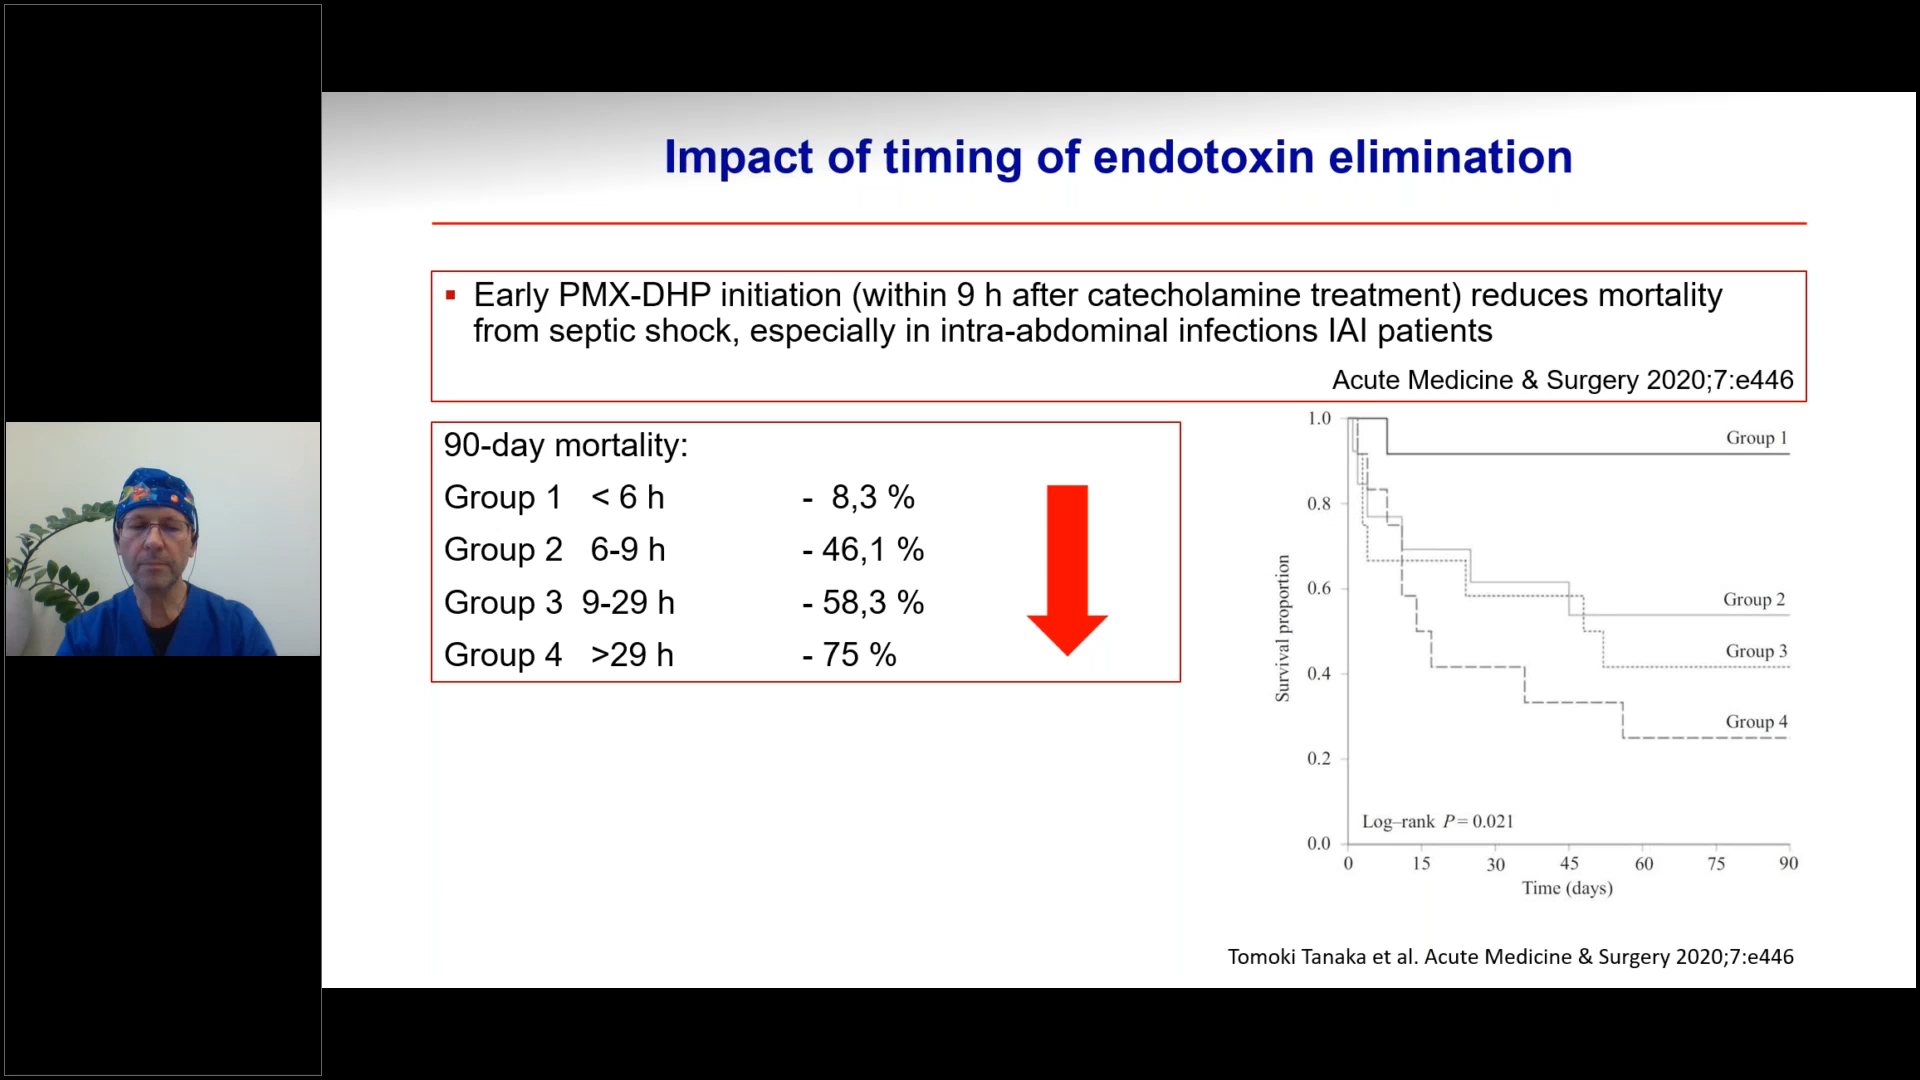 Impact of timing of endotoxin elimination
▪ Early PMX-DHP initiation (within 9 h after catecholamine treatment) reduces mortality
from septic shock, especially in intra-abdominal infections IAI patients
Acute Medicine & Surgery 2020;7:e446
90-day mortality:
Group 1 < 6 h - 8,3 %
Group 2 6-9 h - 46,1 %
Group 3 9-29 h - 58,3 %
Group 4 >29 h - 75 %
1.0
0.8
0.6
0.4
0.2
0.0
Survival proportion
Group 1
Group 2
Group 3
Group 4
Log–rank P = 0.021
0 15 30 45 60 75 90
Time (days)
Tomoki Tanaka et al. Acute Medicine & Surgery 2020;7:e446